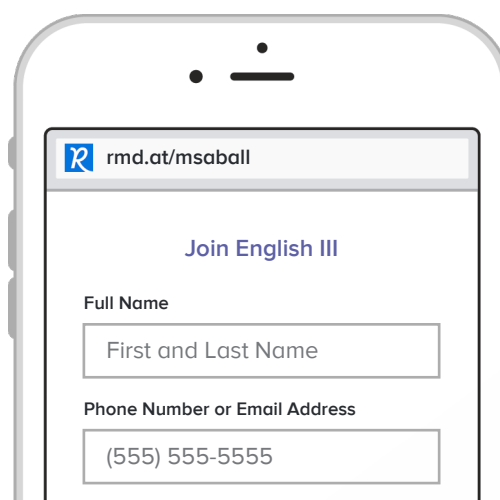 R rmd.at/msaball
Join English III
Full Name
First and Last Name
Phone Number or Email Address
(555) 555-5555